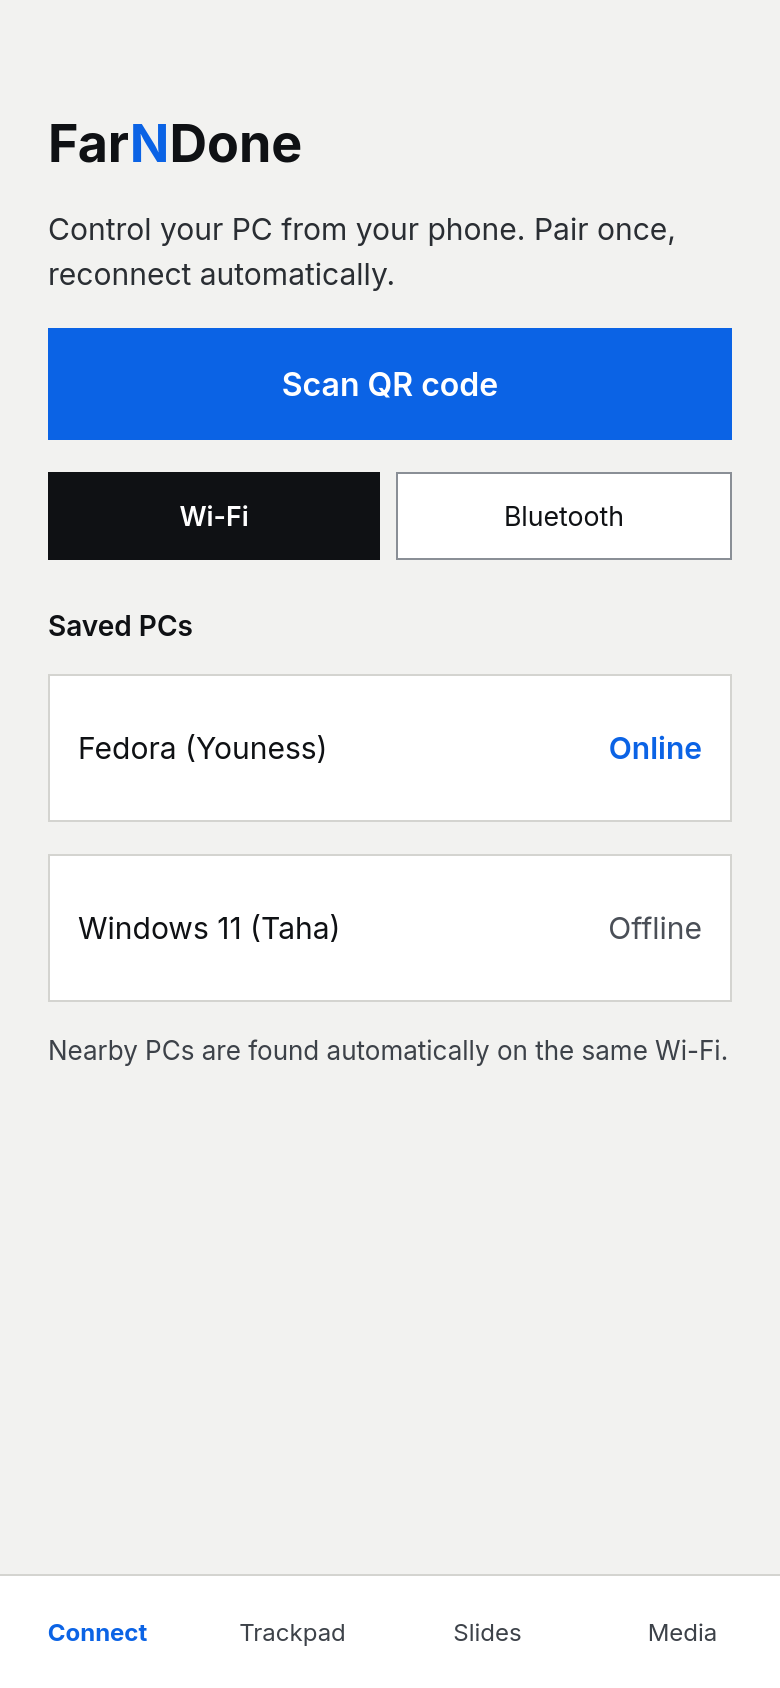 FarNDone
Control your PC from your phone. Pair once,
reconnect automatically.
Scan QR code
Wi-Fi
Bluetooth
Saved PCs
Fedora (Youness)
Online
Windows 11 (Taha)
Offline
Nearby PCs are found automatically on the same Wi-Fi.
Connect
Trackpad
Slides
Media